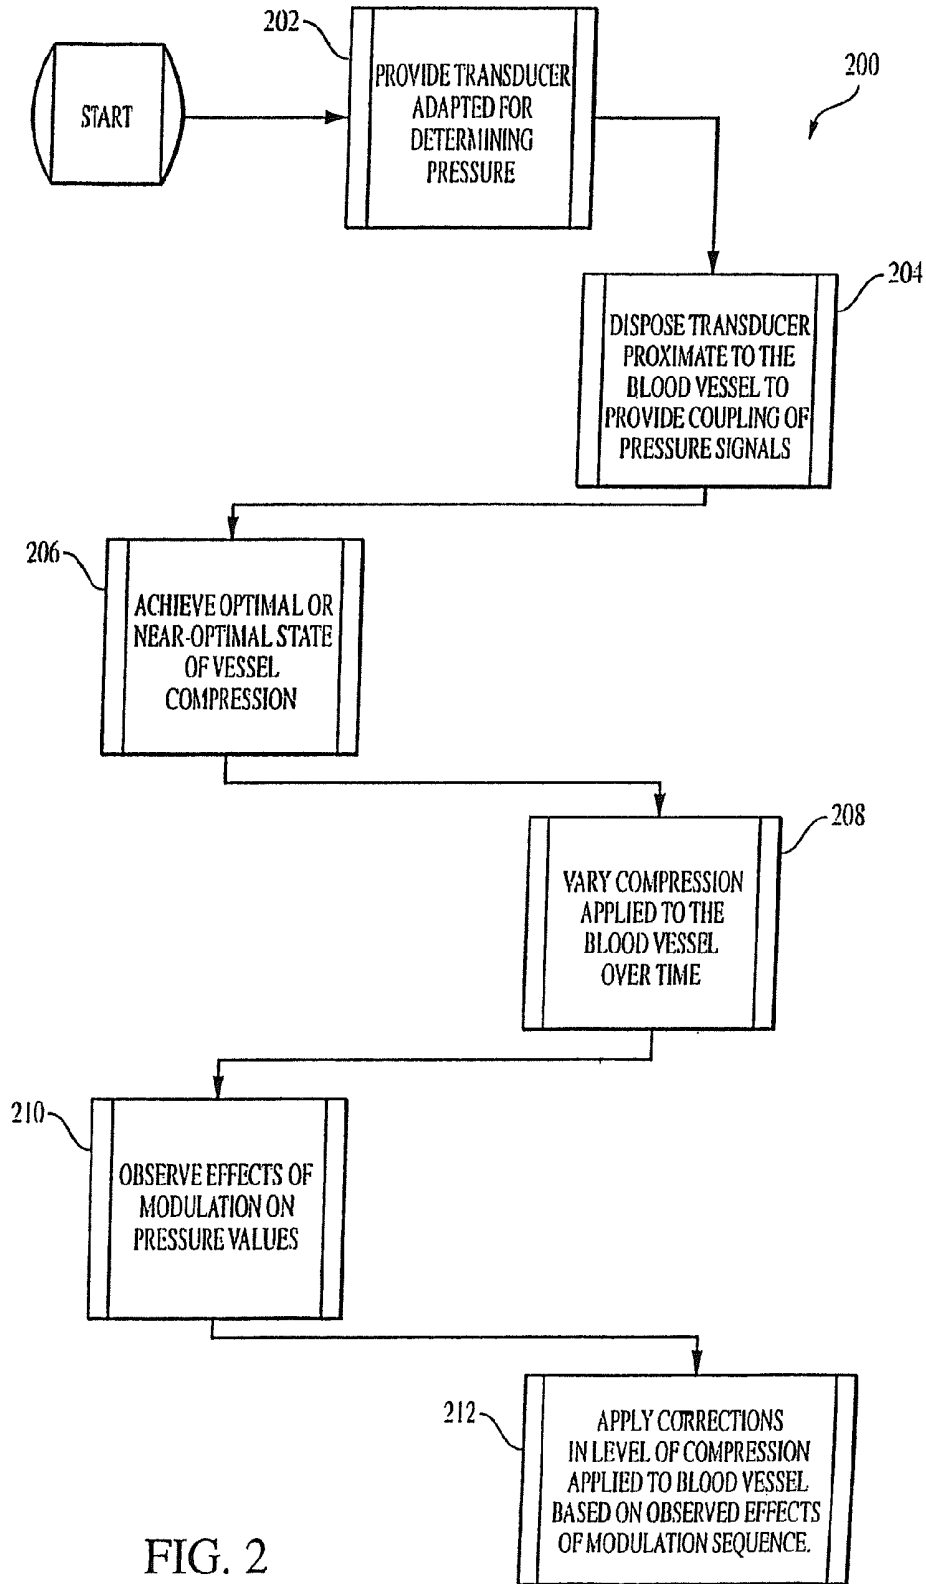 202
PROVIDE TRANSDUCER
ADAPTED FOR
DETERMINING
PRESSURE
START
200
204
DISPOSE TRANSDUCER
PROXIMATE TO THE
BLOOD VESSEL TO
PROVIDE COUPLING OF
PRESSURE SIGNALS
206
ACHIEVE OPTIMAL OR
NEAR-OPTIMAL STATE
OF VESSEL
COMPRESSION
208
VARY COMPRESSION
APPLIED TO THE
BLOOD VESSEL
OVER TIME
210
OBSERVE EFFECTS OF
MODULATION ON
PRESSURE VALUES
212
APPLY CORRECTIONS
IN LEVEL OF COMPRESSION
APPLIED TO BLOOD VESSEL
BASED ON OBSERVED EFFECTS
OF MODULATION SEQUENCE.
FIG. 2